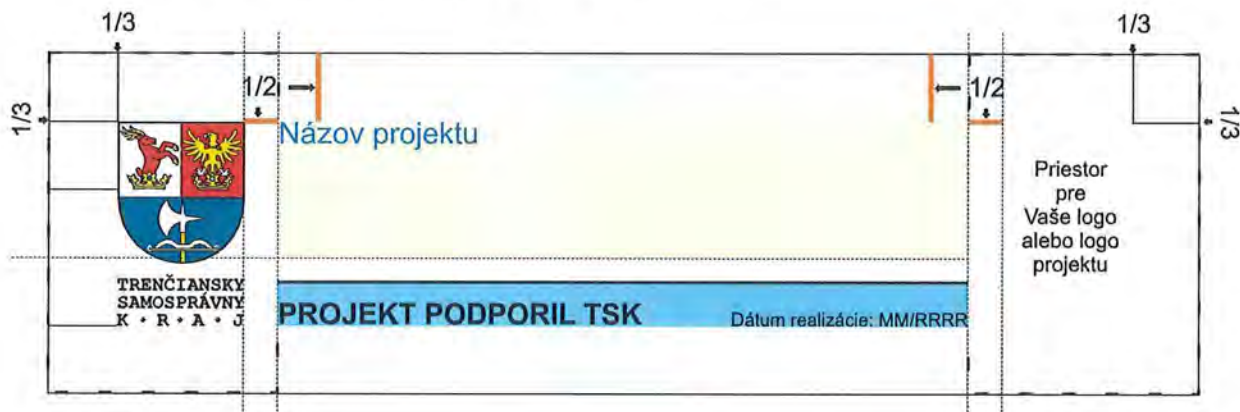 1/3
1/3
1/2
1/2
1/3
1/3
Názov projektu
Priestor
pre
Vaše logo
alebo logo
projektu
TRENČIANSKY
SAMOSPRÁVNY
K • R • A • J
PROJEKT PODPORIL TSK
Dátum realizácie: MM/RRRR